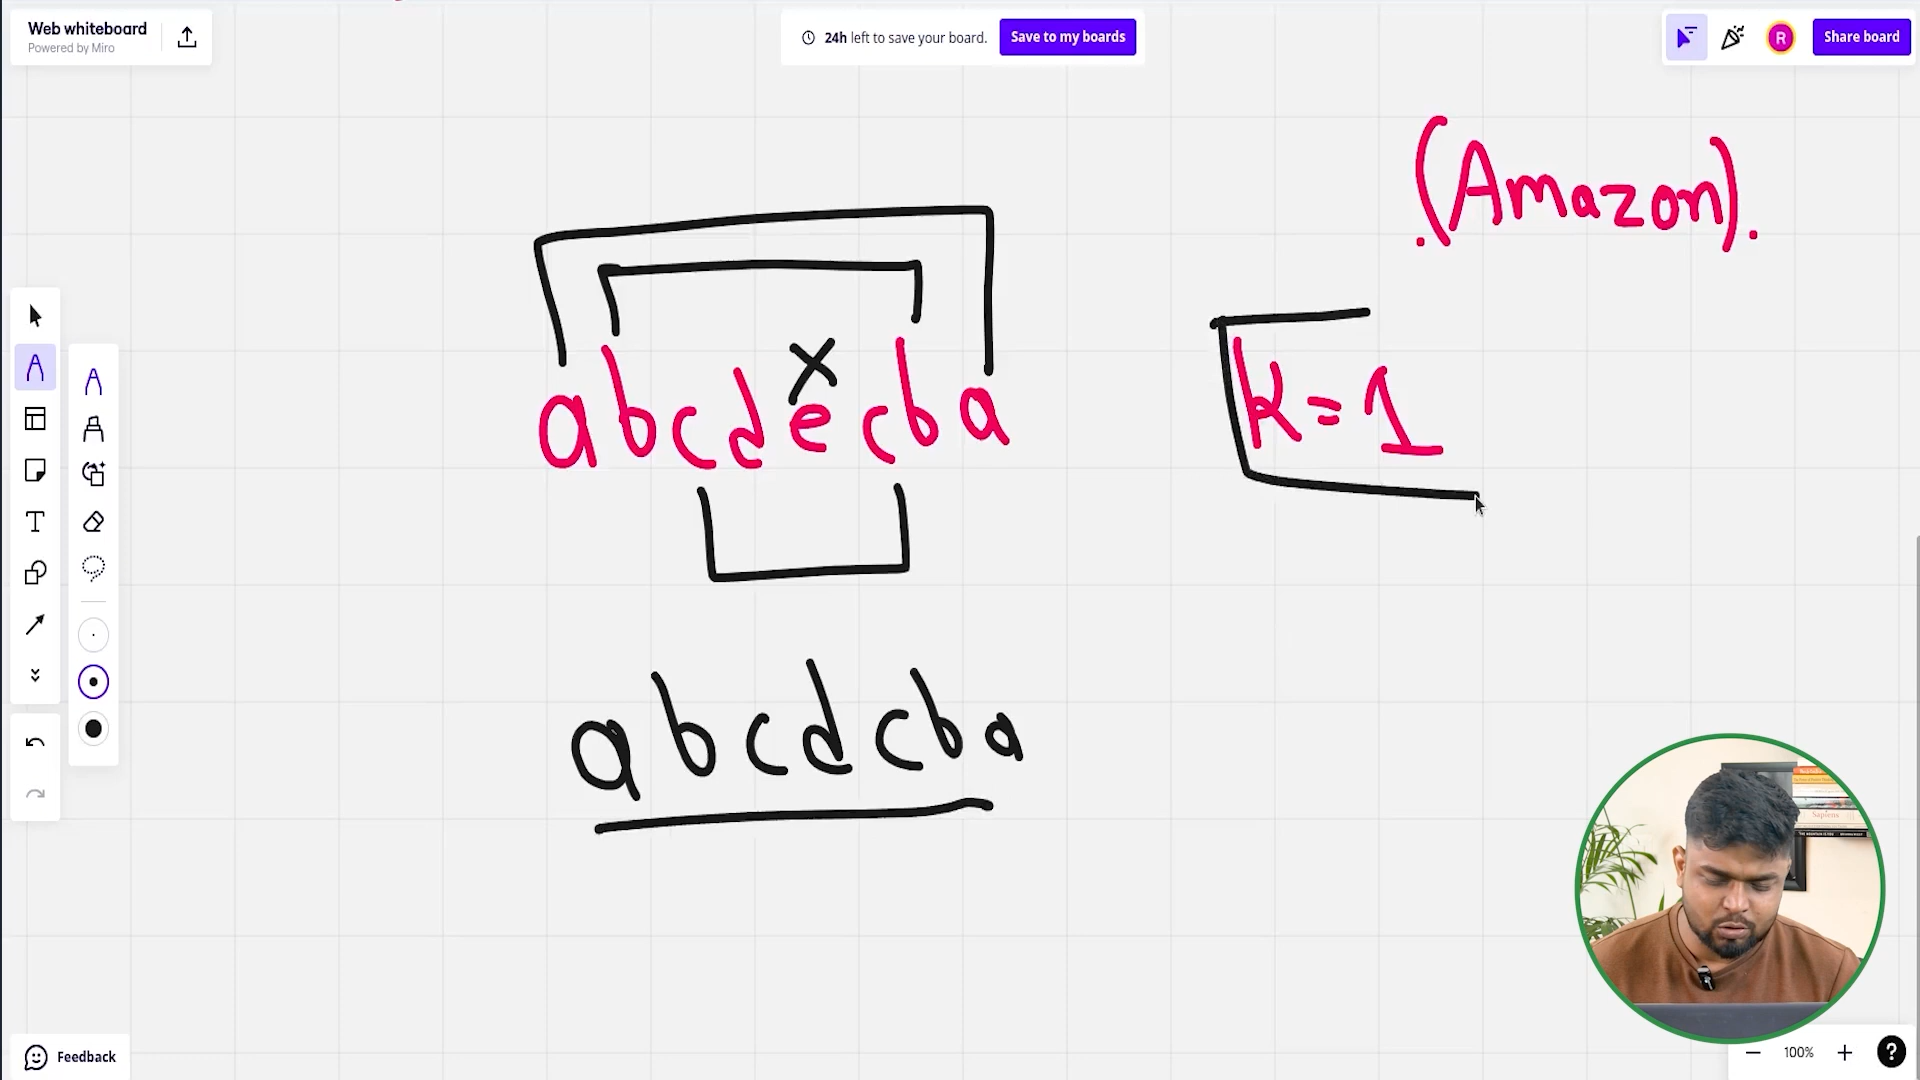 Web whiteboard
Powered by Miro
24h left to save your board.
Save to my boards
R
Share board
(Amazon).
x
abcdecba
k=1
T
abcdcba
Sapiens
Feedback
100%
?